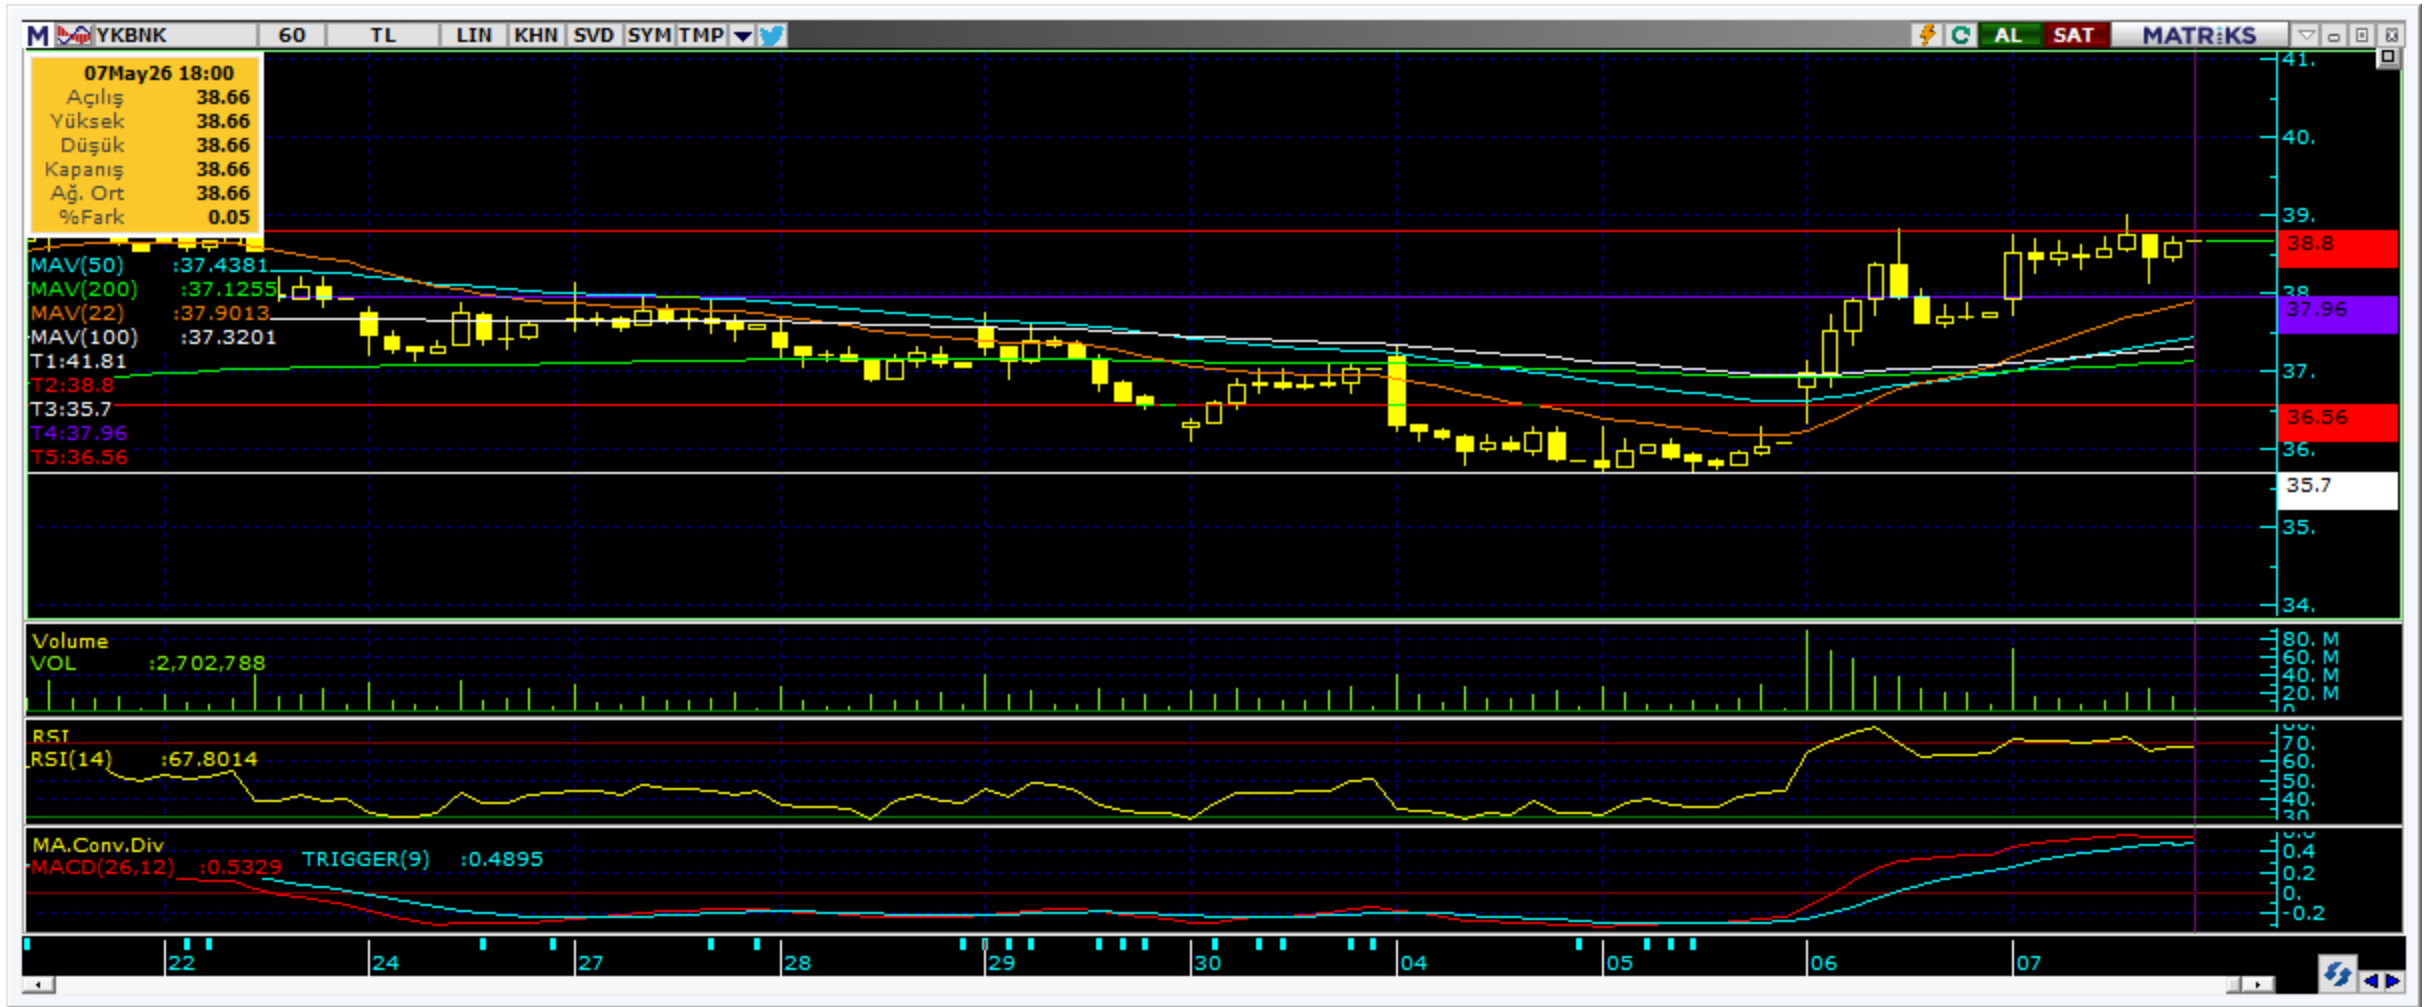 M YKBNK 60 TL LIN KHN SVD SYM TMP AL SAT MATRiKS
07May26 18:00
Açılış 38.66
Yüksek 38.66
Düşük 38.66
Kapanış 38.66
Ağ. Ort 38.66
%Fark 0.05
MAV(50) :37.4381
MAV(200) :37.1255
MAV(22) :37.9013
MAV(100) :37.3201
T1:41.81
T2:38.8
T3:35.7
T4:37.96
T5:36.56
41.
40.
39.
38.8
38.
37.96
37.
36.56
36.
35.7
35.
34.
Volume
VOL :2,702,788
80. M
60. M
40. M
20. M
0.
RSI
RSI(14) :67.8014
70.
60.
50.
40.
30
MA.Conv.Div
MACD(26,12) :0.5329 TRIGGER(9) :0.4895
0.4
0.2
0.
-0.2
22 24 27 28 29 30 04 05 06 07